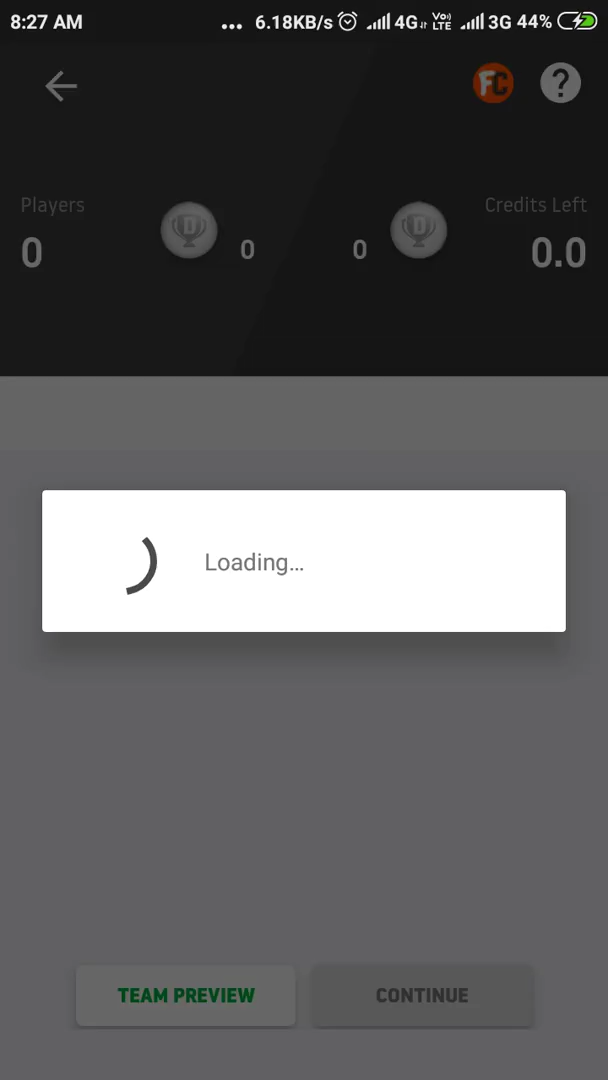 8:27 AM ... 6.18KB/s 4G Vo) LTE 3G 44%
FC ?
Players Credits Left
D D
0 0 0 0.0
Loading...
TEAM PREVIEW CONTINUE